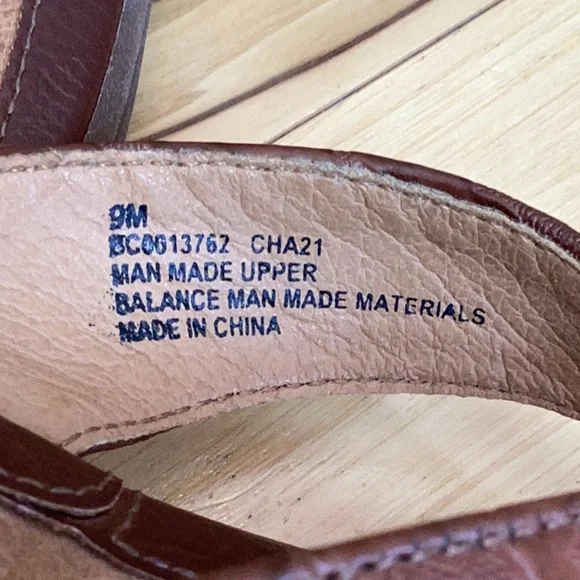 9M
BC0013762 CHA21
MAN MADE UPPER
BALANCE MAN MADE MATERIALS
MADE IN CHINA